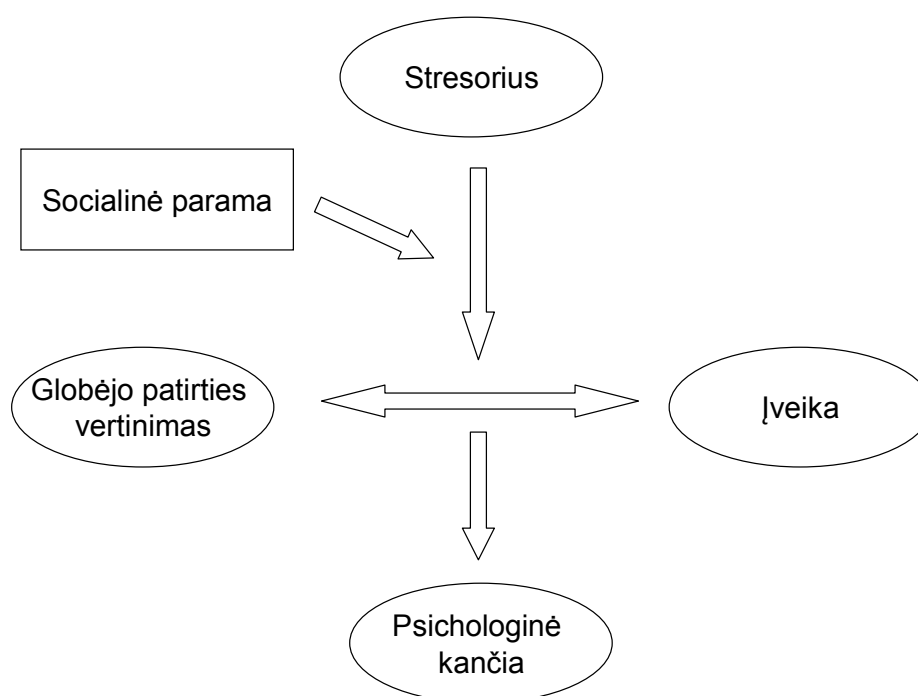 Stresorius
Socialinė parama
Globėjo patirties
vertinimas
Įveika
Psichologinė
kančia